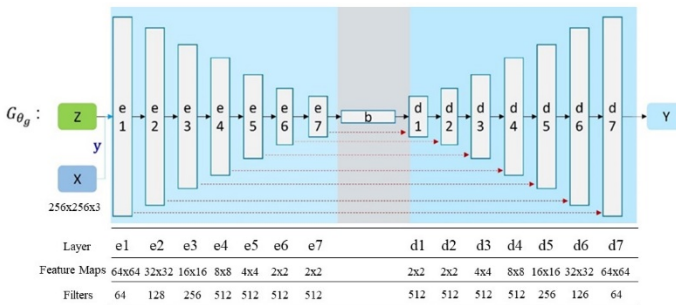 e 1
e 2
e 3
e 4
e 5
e 6
e 7
b
d 1
d 2
d 3
d 4
d 5
d 6
d 7
G_{θ_g} :
Z
Y
y
X
256x256x3
Layer e1 e2 e3 e4 e5 e6 e7 d1 d2 d3 d4 d5 d6 d7
Feature Maps 64x64 32x32 16x16 8x8 4x4 2x2 2x2 2x2 2x2 4x4 8x8 16x16 32x32 64x64
Filters 64 128 256 512 512 512 512 512 512 512 512 256 126 64